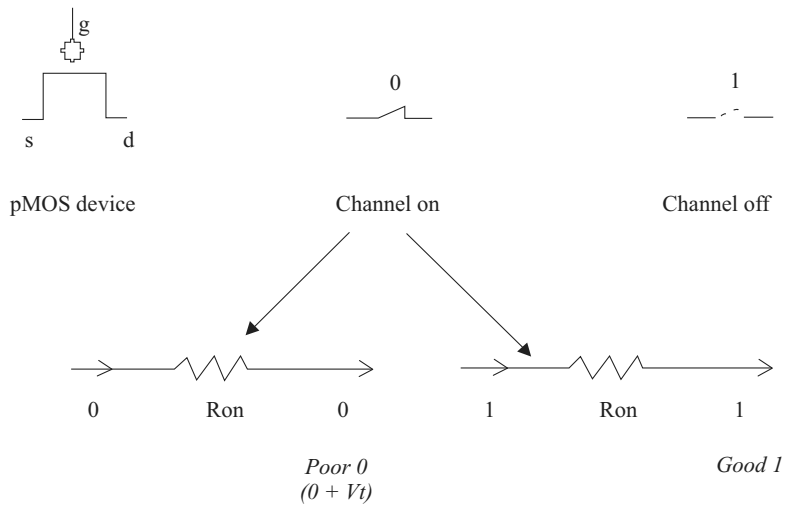 g
0
1
s
d
pMOS device
Channel on
Channel off
0
Ron
0
1
Ron
1
Poor 0
(0 + Vt)
Good 1